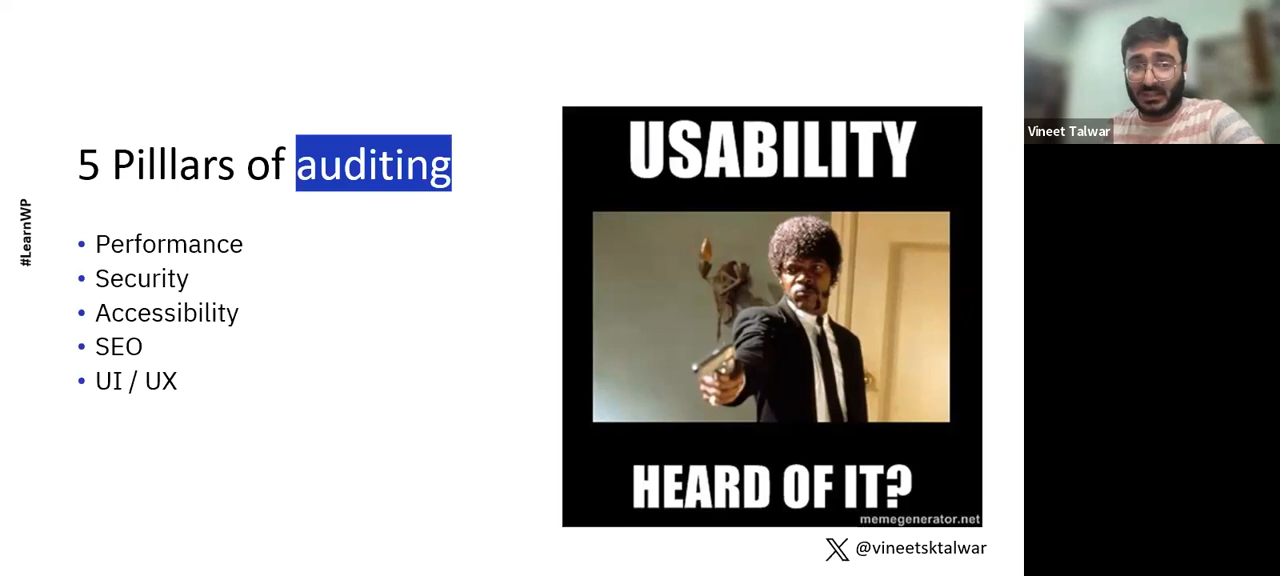 #LearnWP
5 Pilllars of auditing
• Performance
• Security
• Accessibility
• SEO
• UI / UX
USABILITY
HEARD OF IT?
memegenerator.net
@vineetsktalwar
Vineet Talwar